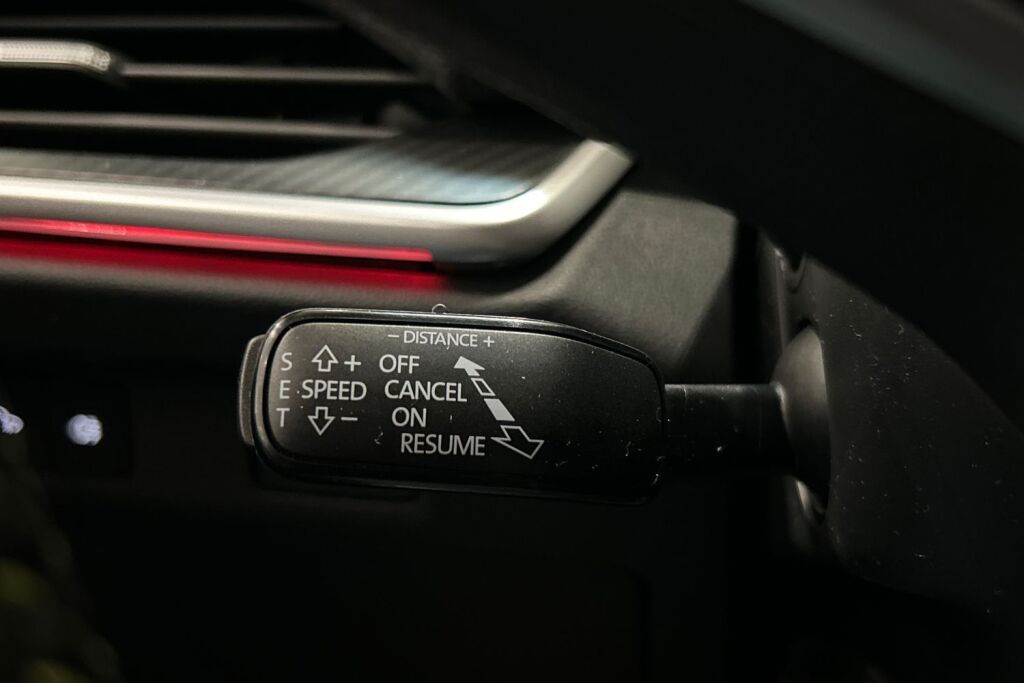 − DISTANCE +
S + OFF
E SPEED CANCEL
T − ON
RESUME